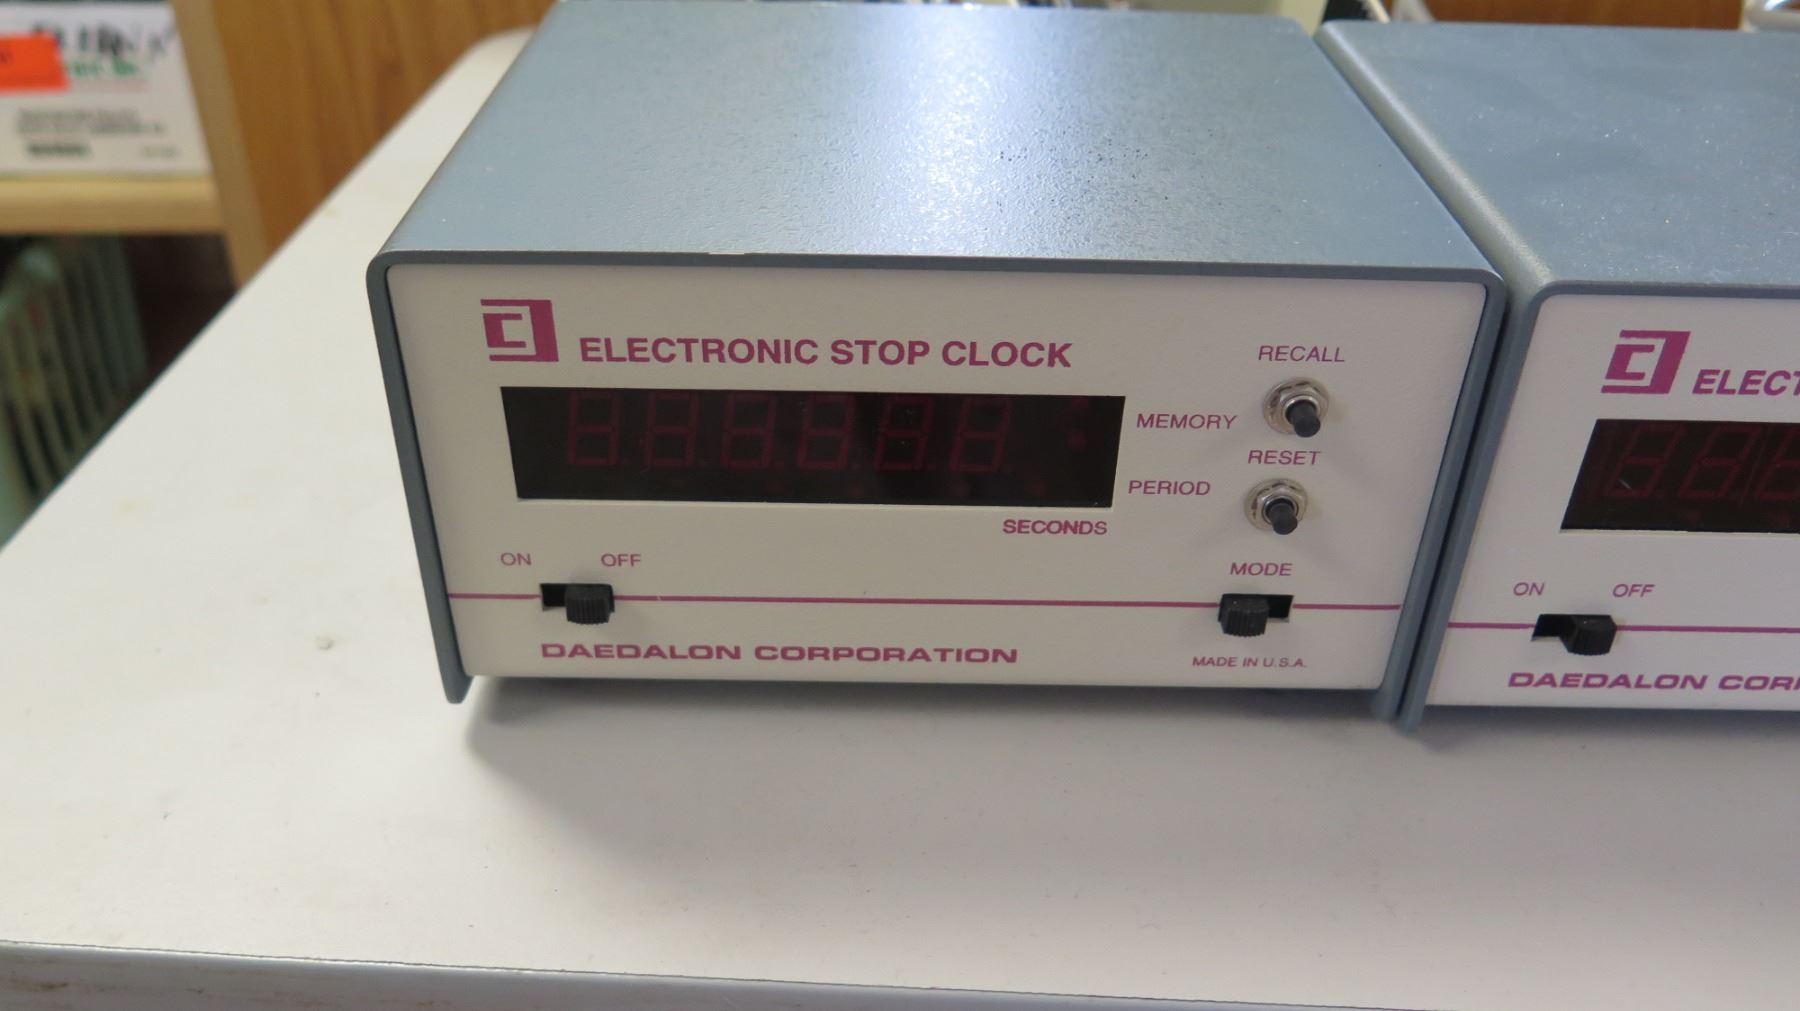 ELECTRONIC STOP CLOCK
RECALL
MEMORY
RESET
PERIOD
SECONDS
ON OFF
MODE
DAEDALON CORPORATION
MADE IN U.S.A.
ELECT
ON OFF
DAEDALON COR